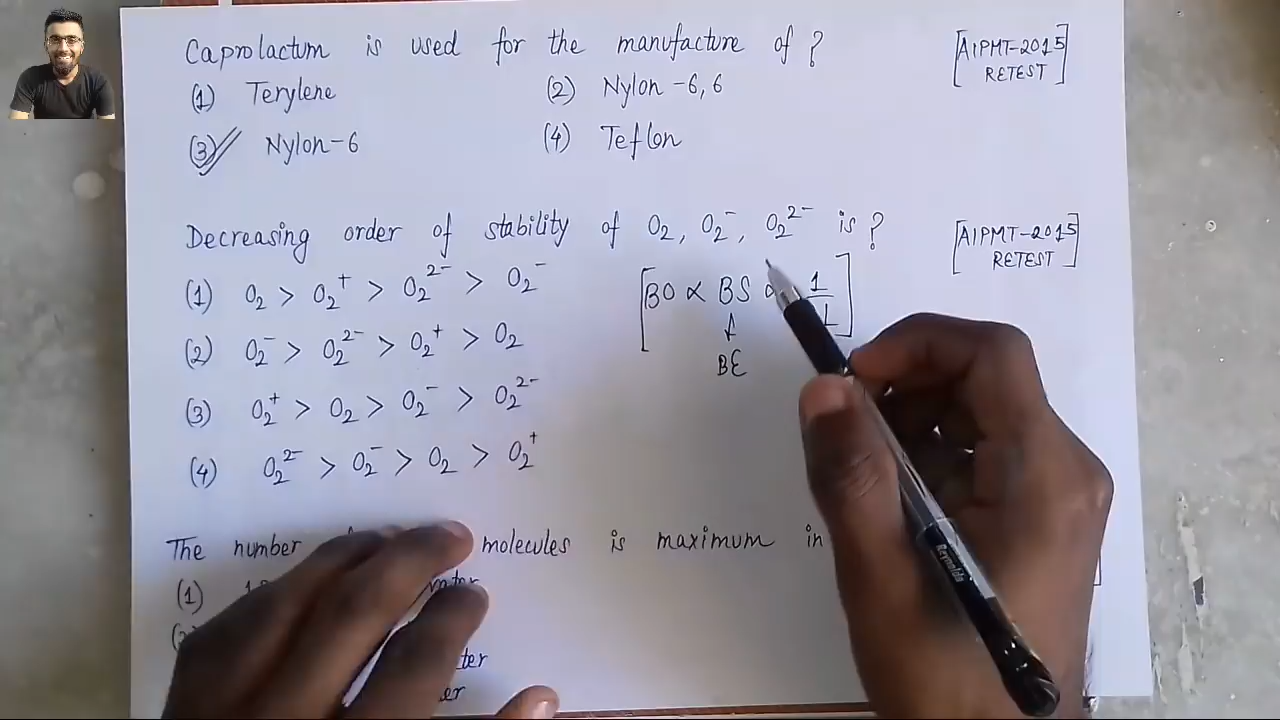 Caprolactum is used for the manufacture of ? [AIPMT-2015 RETEST]
(1) Terylene (2) Nylon-6,6
(3) Nylon-6 (4) Teflon
Decreasing order of stability of O₂, O₂⁻, O₂²⁻ is ? [AIPMT-2015 RETEST]
(1) O₂ > O₂⁺ > O₂²⁻ > O₂⁻
[BO ∝ BS ∝ 1
BE
(2) O₂⁻ > O₂²⁻ > O₂⁺ > O₂
(3) O₂⁺ > O₂ > O₂⁻ > O₂²⁻
(4) O₂²⁻ > O₂⁻ > O₂ > O₂⁺
The number molecules is maximum in
(1)
Reynolds